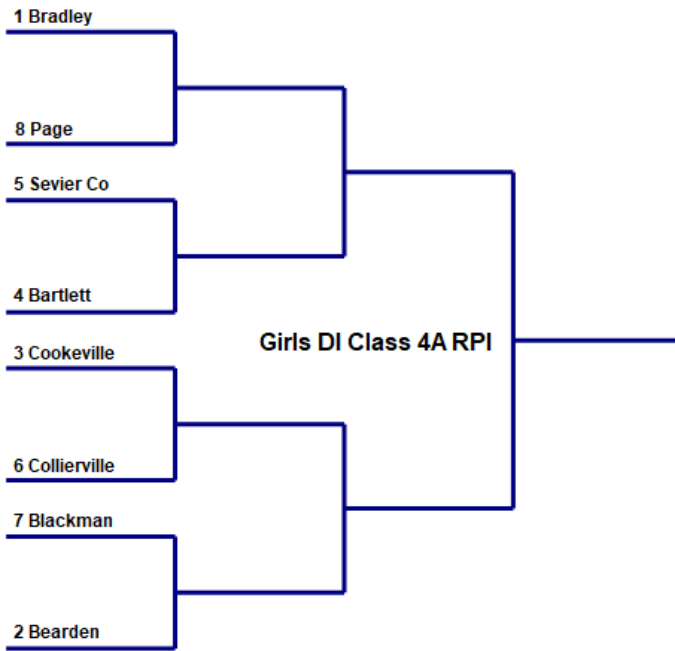 1 Bradley
8 Page
5 Sevier Co
4 Bartlett
Girls DI Class 4A RPI
3 Cookeville
6 Collierville
7 Blackman
2 Bearden